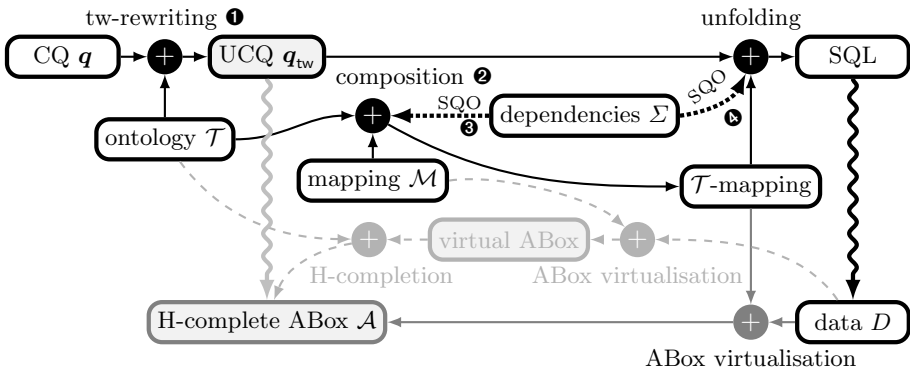 tw-rewriting ❶
unfolding
CQ q
+
UCQ q_tw
+
SQL
composition ❷
SQO
+
SQO
❸
dependencies Σ
❹
ontology 𝒯
mapping ℳ
𝒯-mapping
+
virtual ABox
+
H-completion
ABox virtualisation
H-complete ABox 𝒜
+
data D
ABox virtualisation